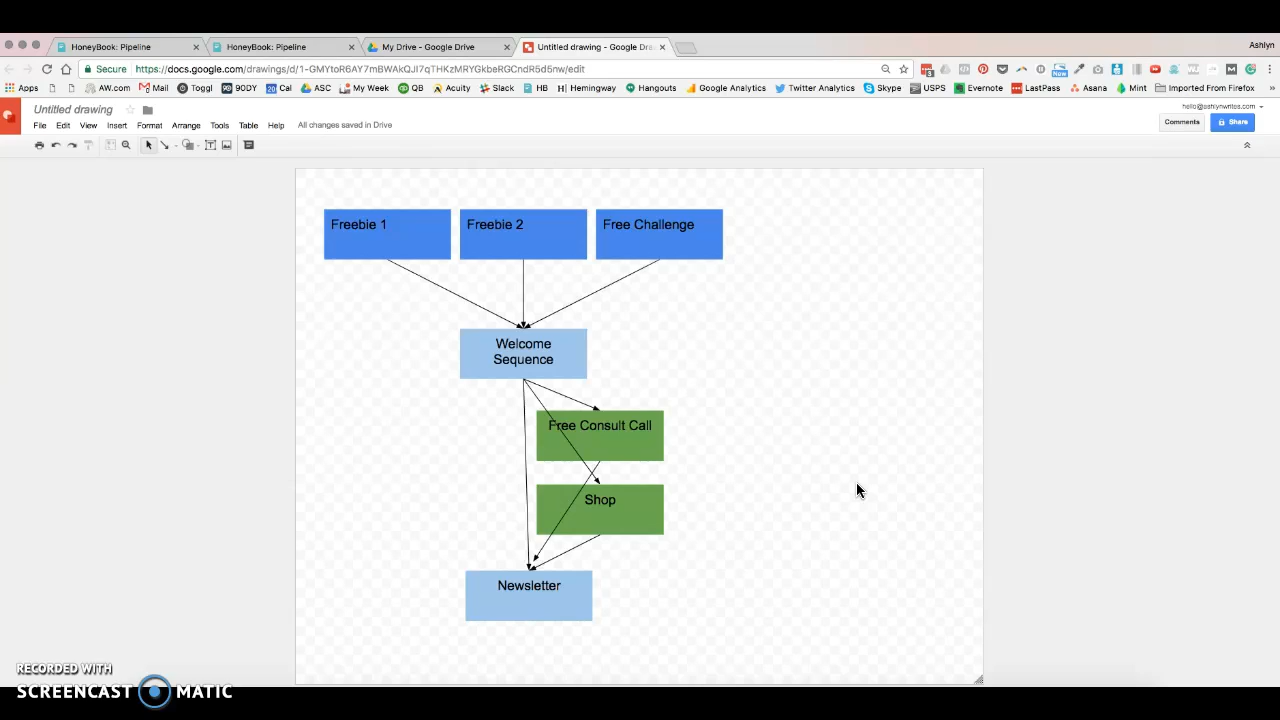 HoneyBook: Pipeline
HoneyBook: Pipeline
My Drive - Google Drive
Untitled drawing - Google Dra
Ashlyn
Secure
https://docs.google.com/drawings/d/1-GMYtoR6AY7mBWAkQJI7qTHKzMRYGkbeRGCndR5d5nw/edit
Apps
AW.com
Mail
Toggl
90DY
Cal
ASC
My Week
QB
Acuity
Slack
HB
Hemingway
Hangouts
Google Analytics
Twitter Analytics
Skype
USPS
Evernote
LastPass
Asana
Mint
Imported From Firefox
Untitled drawing
hello@ashlynwrites.com
File Edit View Insert Format Arrange Tools Table Help
All changes saved in Drive
Comments
Share
Freebie 1
Freebie 2
Free Challenge
Welcome
Sequence
Free Consult Call
Shop
Newsletter
RECORDED WITH
SCREENCAST MATIC